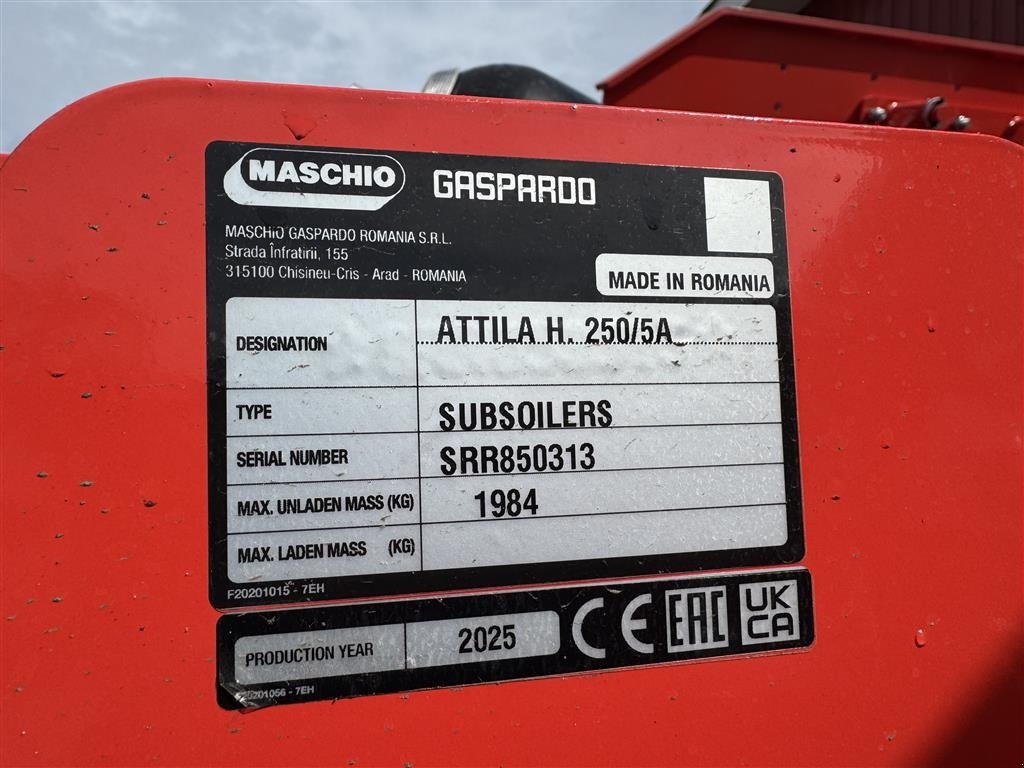 MASCHIO GASPARDO
MASCHIO GASPARDO ROMANIA S.R.L.
Strada Înfratirii, 155
315100 Chisineu-Cris - Arad - ROMANIA
MADE IN ROMANIA
DESIGNATION ATTILA H. 250/5A
TYPE SUBSOILERS
SERIAL NUMBER SRR850313
MAX. UNLADEN MASS (KG) 1984
MAX. LADEN MASS (KG)
F20201015 - 7EH
PRODUCTION YEAR 2025 CE EAC UK CA
F20201056 - 7EH